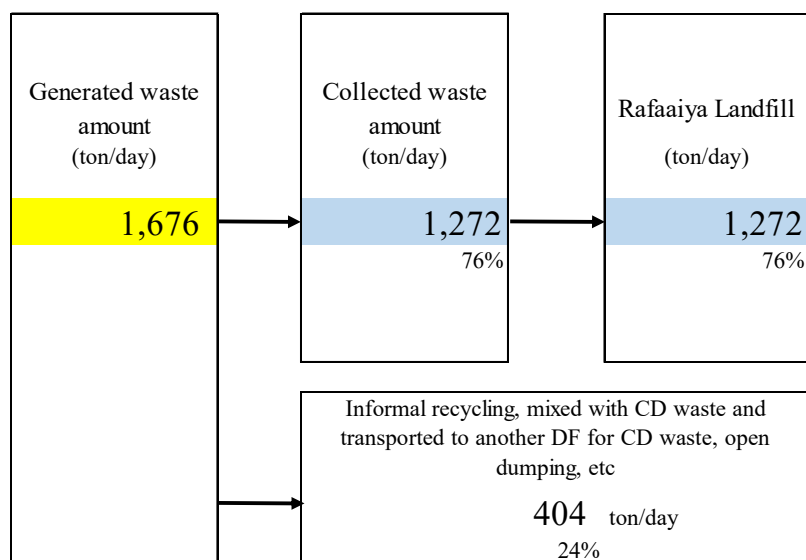 Generated waste
amount
(ton/day)
1,676
Collected waste
amount
(ton/day)
1,272
76%
Rafaaiya Landfill
(ton/day)
1,272
76%
Informal recycling, mixed with CD waste and
transported to another DF for CD waste, open
dumping, etc
404 ton/day
24%